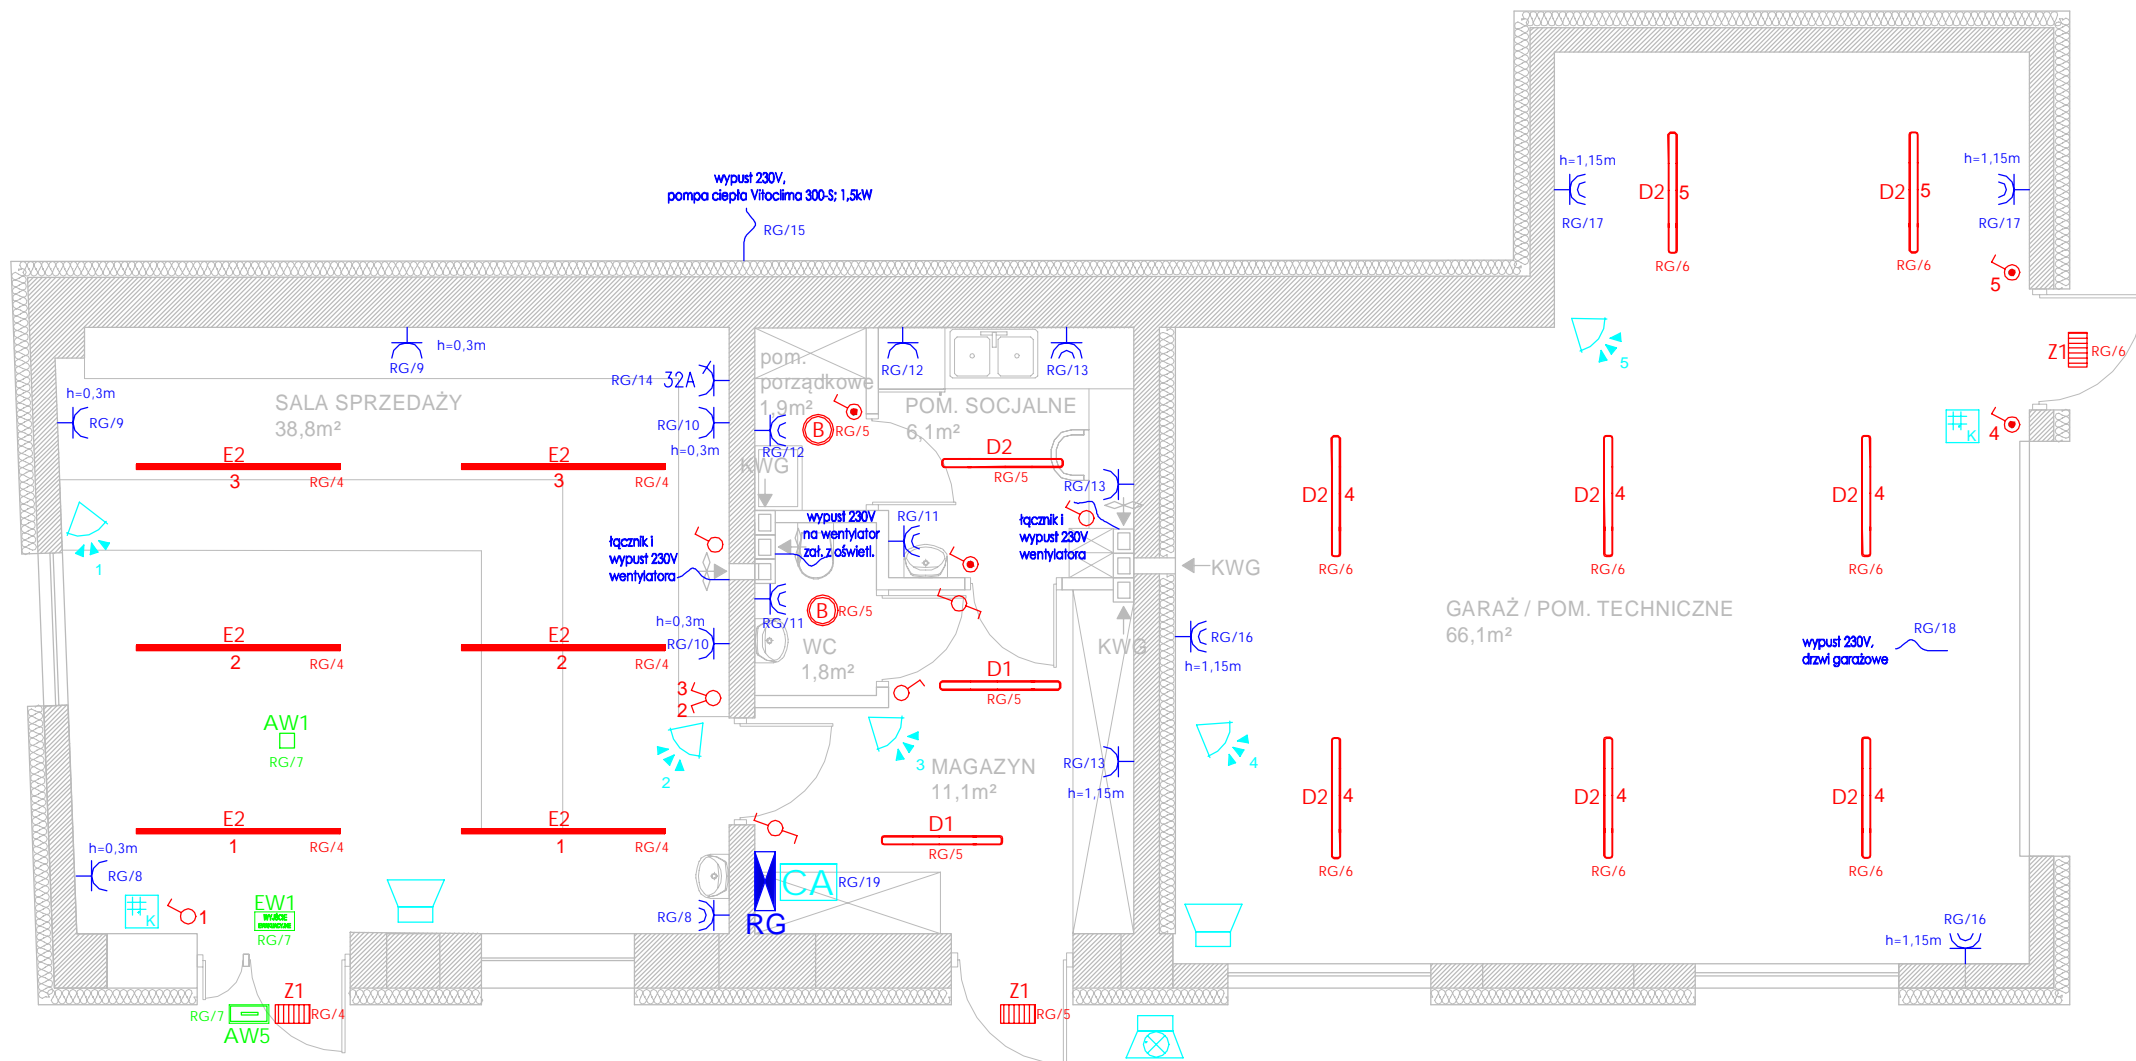 wypust 230V,
pompa ciepła Vitoclima 300-S; 1,5kW
RG/15
h=1,15m
RG/17
D2 5
RG/6
D2 5
RG/6
h=1,15m
RG/17
5
Z1 RG/6
4
K
5
h=0,3m
RG/9
h=0,3m
RG/9
SALA SPRZEDAŻY
38,8m²
RG/14 32A
RG/10
h=0,3m
pom.
porządkowe
1,9m²
B RG/5
RG/12
KWG
RG/12
RG/13
POM. SOCJALNE
6,1m²
D2
RG/5
RG/13
E2
3 RG/4
E2
3 RG/4
1
łącznik i
wypust 230V
wentylatora
wypust 230V
na wentylator
zał. z oświetl.
RG/11
łącznik i
wypust 230V
wentylatora
KWG
KWG
D2 4
RG/6
D2 4
RG/6
D2 4
RG/6
GARAŻ / POM. TECHNICZNE
66,1m²
RG/16
h=1,15m
wypust 230V,
drzwi garażowe
RG/18
E2
2 RG/4
E2
2 RG/4
h=0,3m
RG/10
3
2
RG/11
B RG/5
WC
1,8m²
D1
RG/5
AW1
RG/7
2
3
MAGAZYN
11,1m²
RG/13
h=1,15m
4
D2 4
RG/6
D2 4
RG/6
D2 4
RG/6
E2
1 RG/4
E2
1 RG/4
D1
RG/5
h=0,3m
RG/8
K
1
EW1
WYJŚCIE
EWAKUACYJNE
RG/7
RG/8
CA RG/19
RG
RG/16
h=1,15m
RG/7
AW5
Z1
RG/4
Z1
RG/5